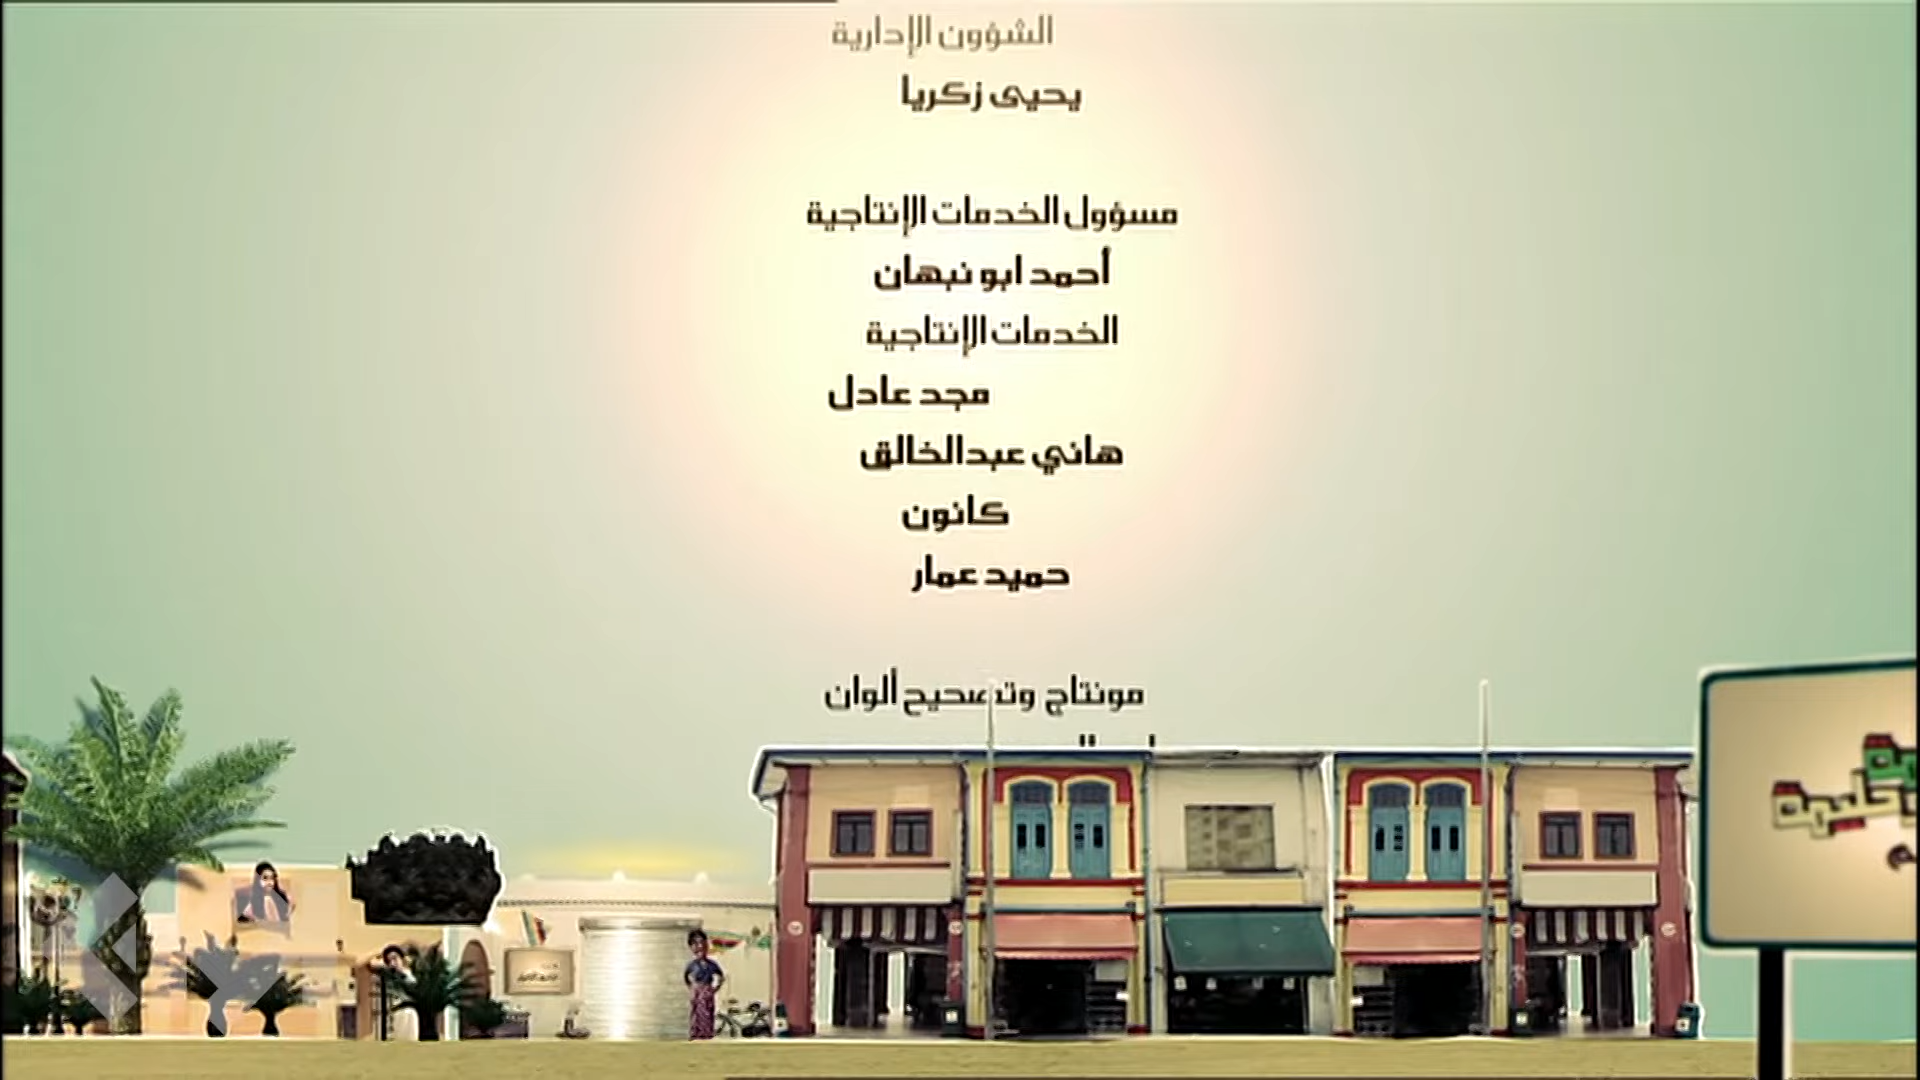 الشؤون الإدارية
يحيى زكريا
مسؤول الخدمات الإنتاجية
أحمد ابو نبهان
الخدمات الإنتاجية
مجد عادل
هاني عبدالخالق
كانون
حميد عمار
مونتاج وتصحيح ألوان